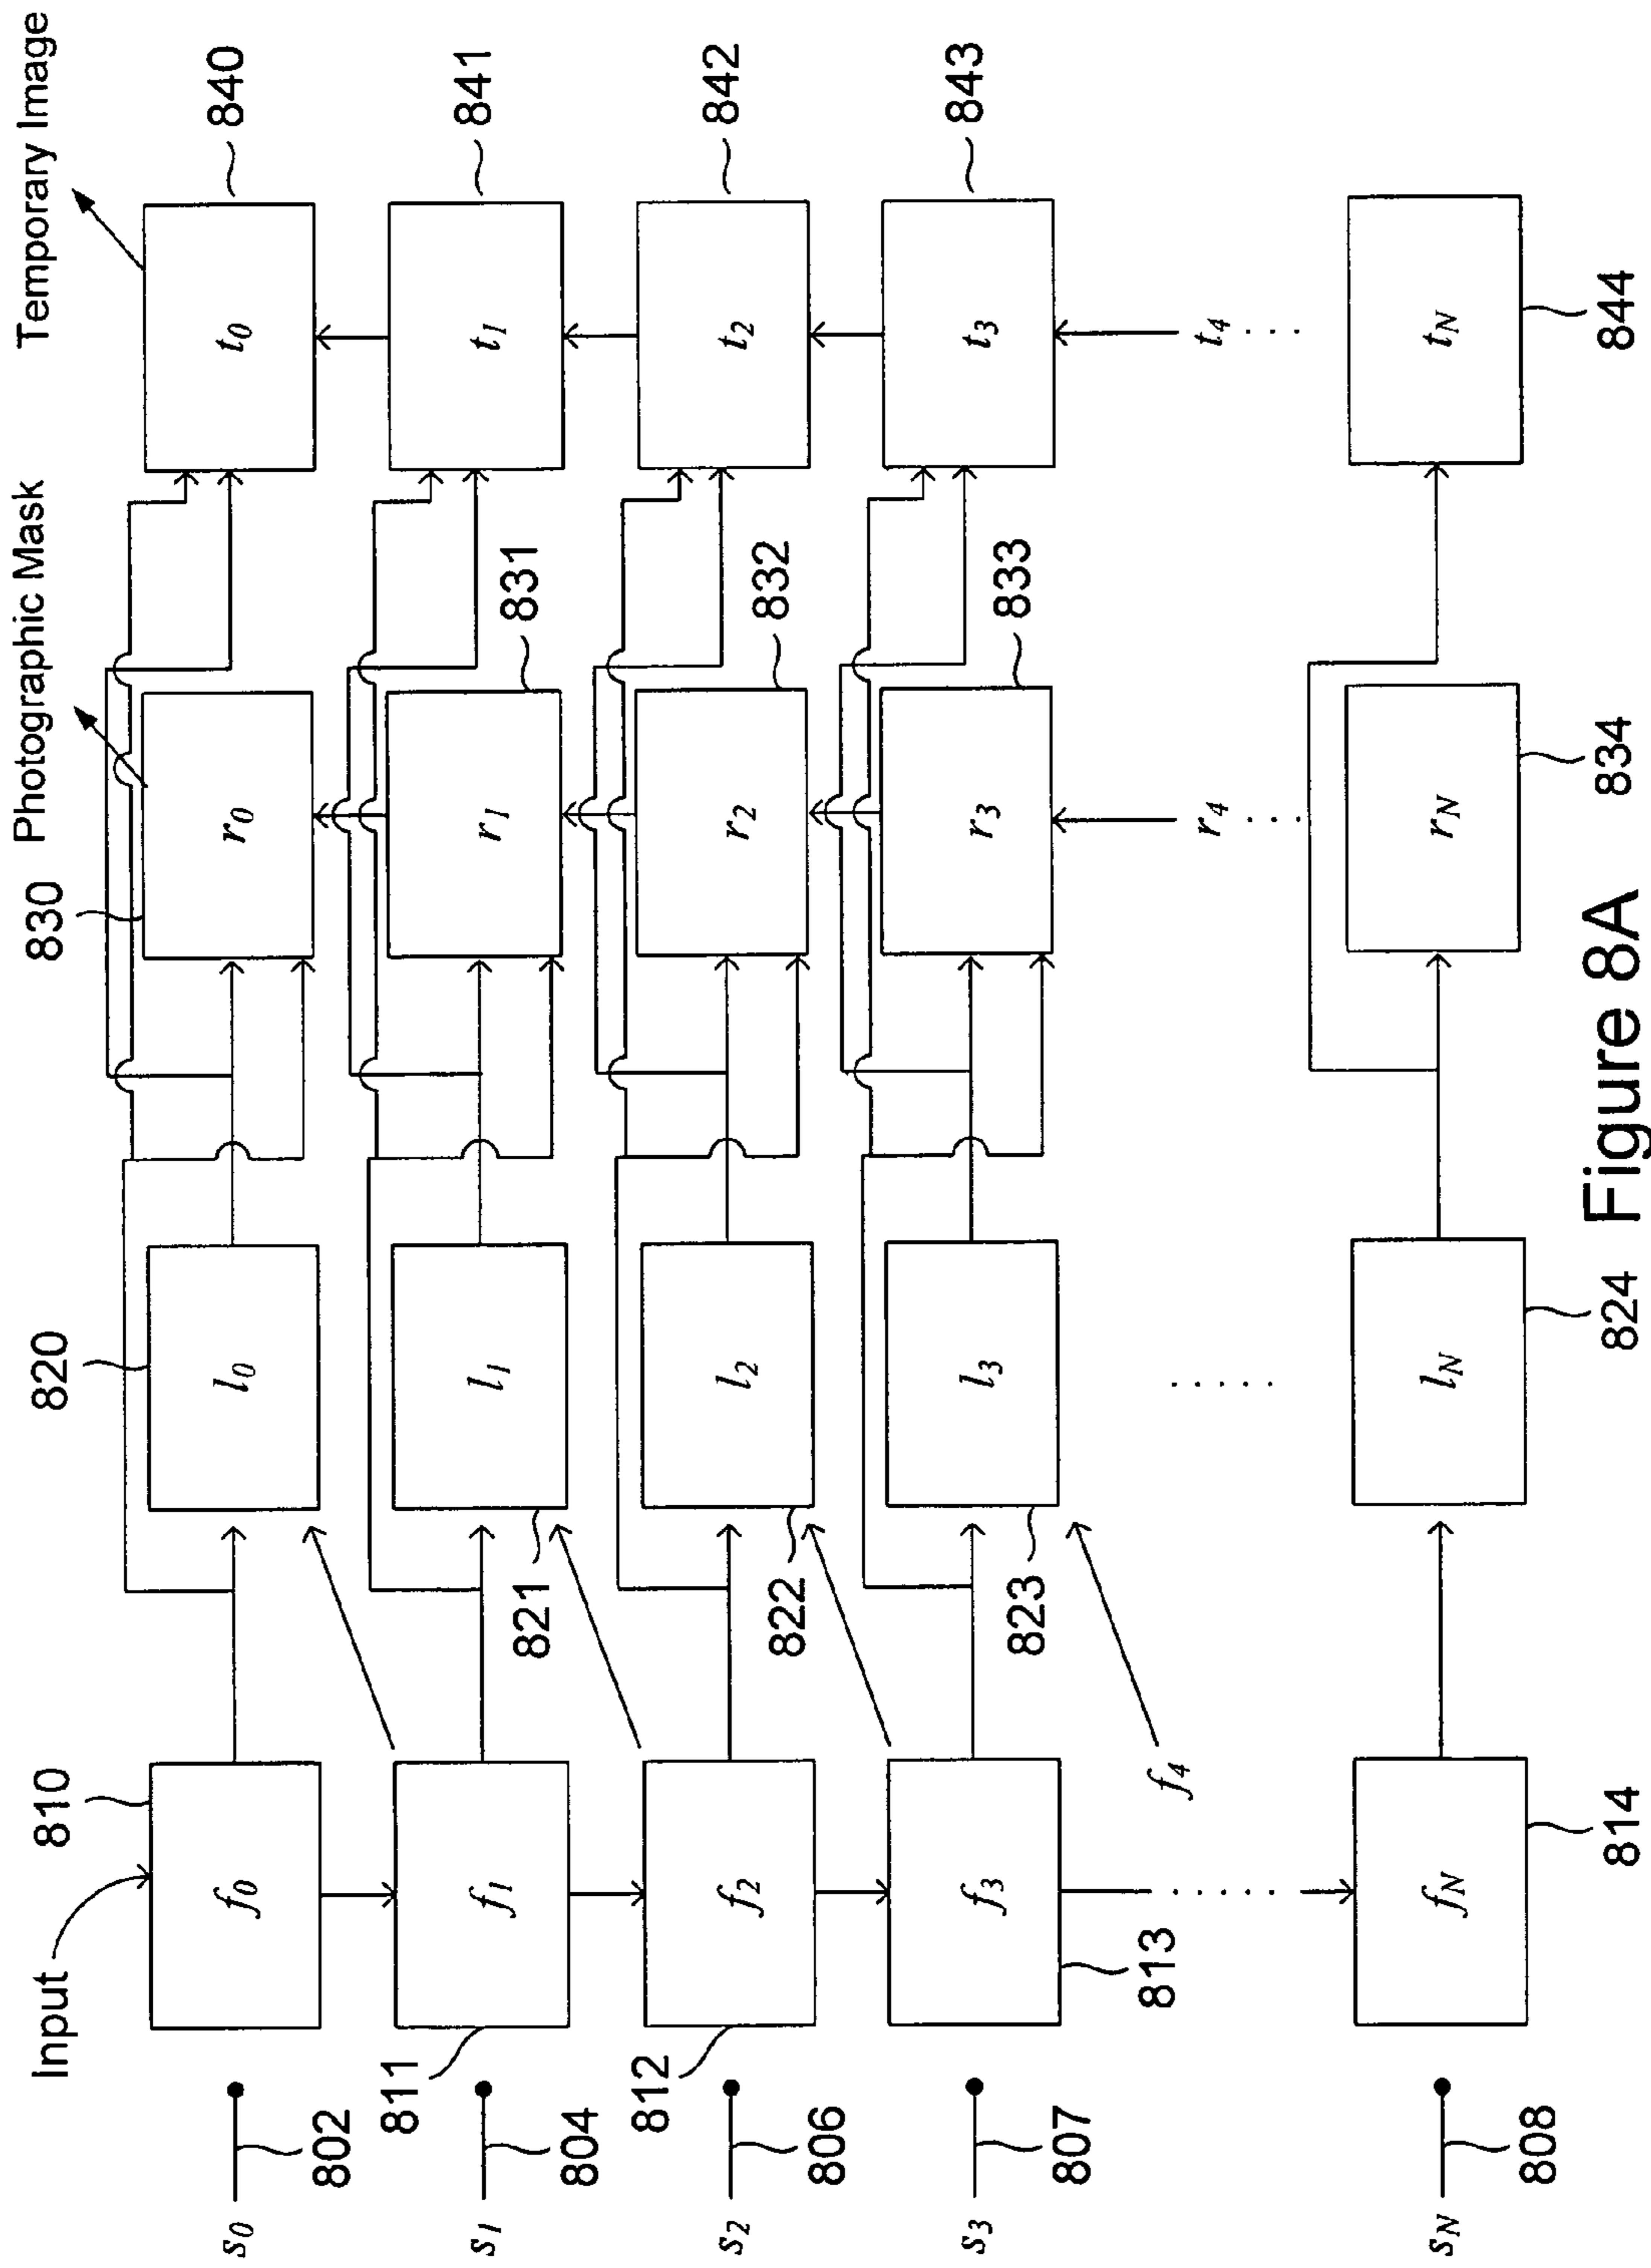 Input
Photographic Mask
Temporary Image
810
820
830
s0
802
f0
l0
r0
t0
840
811
831
s1
804
f1
l1
r1
t1
841
821
812
832
s2
806
f2
l2
r2
t2
842
822
833
s3
807
f3
l3
r3
t3
843
823
813
f4
.....
r4 ....
t4 ....
sN
808
fN
lN
rN
tN
814
824
834
844
Figure 8A